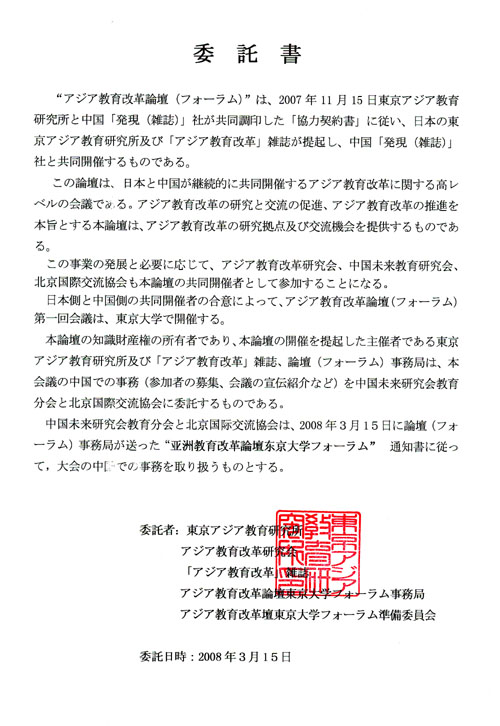 委託書
“アジア教育改革論壇（フォーラム）”は、2007年11月15日東京アジア教育
研究所と中国「発現（雑誌）」社が共同調印した「協力契約書」に従い、日本の東
京アジア教育研究所及び「アジア教育改革」雑誌が提起し、中国「発現（雑誌）」
社と共同開催するものである。
この論壇は、日本と中国が継続的に共同開催するアジア教育改革に関する高レ
ベルの会議である。アジア教育改革の研究と交流の促進、アジア教育改革の推進を
本旨とする本論壇は、アジア教育改革の研究拠点及び交流機会を提供するものであ
る。
この事業の発展と必要に応じて、アジア教育改革研究会、中国未来教育研究会、
北京国際交流協会も本論壇の共同開催者として参加することになる。
日本側と中国側の共同開催者の合意によって、アジア教育改革論壇（フォーラム）
第一回会議は、東京大学で開催する。
本論壇の知識財産権の所有者であり、本論壇の開催を提起した主催者である東京
アジア教育研究所及び「アジア教育改革」雑誌、論壇（フォーラム）事務局は、本
会議の中国での事務（参加者の募集、会議の宣伝紹介など）を中国未来研究会教育
分会と北京国際交流協会に委託するものである。
中国未来研究会教育分会と北京国际交流協会は、2008年3月15日に論壇（フォ
ーラム）事務局が送った“亚洲教育改革論壇东京大学フォーラム” 通知書に従っ
て，大会の中での事務を取り扱うものとする。
委託者：東京アジア教育研究所
アジア教育改革研究会
「アジア教育改革」雑誌
アジア教育改革論壇東京大学フォーラム事務局
アジア教育改革壇東京大学フォーラム準備委員会
東京アジア
教育研
究所
委託日時：2008年3月15日